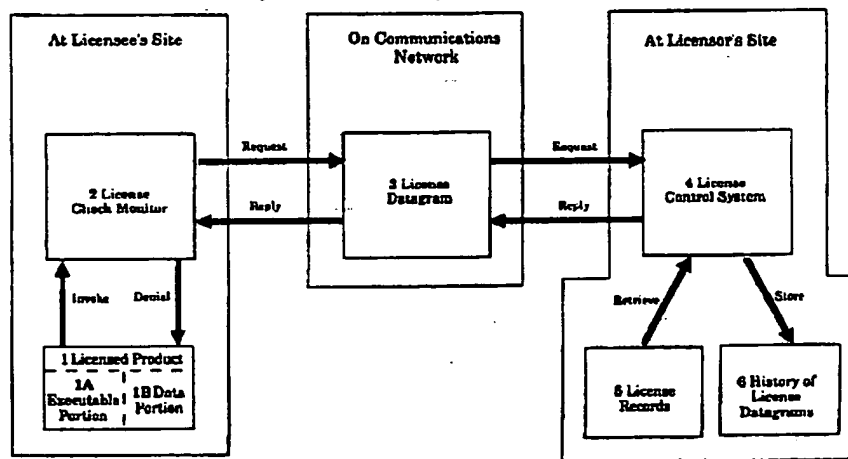 At Licensee's Site
On Communications
Network
At Licensor's Site
Request
Request
2 License
Check Monitor
3 License
Datagram
4 License
Control System
Reply
Reply
Invoke
Denial
Retrieve
Store
1 Licensed Product
1A
Executable
Portion
1B Data
Portion
5 License
Records
6 History of
License
Datagrams